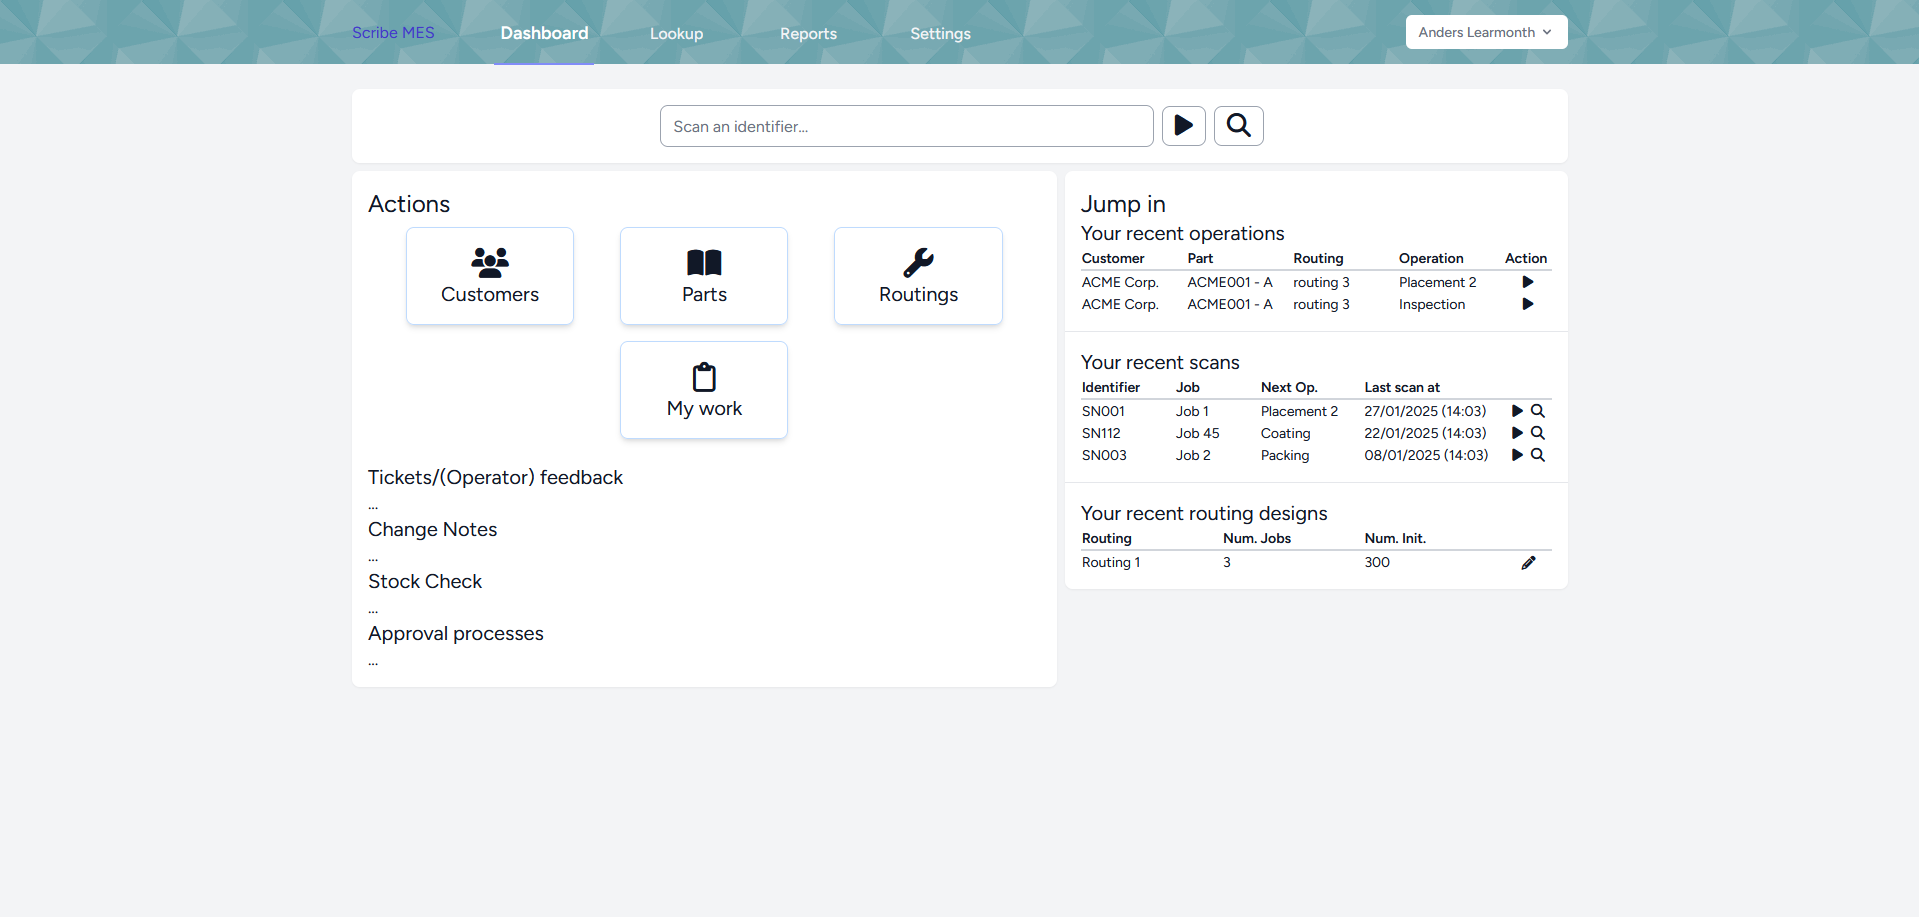 Scribe MES Dashboard Lookup Reports Settings Anders Learmonth
Scan an identifier...
Actions
Customers Parts Routings
My work
Tickets/(Operator) feedback
...
Change Notes
...
Stock Check
...
Approval processes
...
Jump in
Your recent operations
Customer Part Routing Operation Action
ACME Corp. ACME001 - A routing 3 Placement 2
ACME Corp. ACME001 - A routing 3 Inspection
Your recent scans
Identifier Job Next Op. Last scan at
SN001 Job 1 Placement 2 27/01/2025 (14:03)
SN112 Job 45 Coating 22/01/2025 (14:03)
SN003 Job 2 Packing 08/01/2025 (14:03)
Your recent routing designs
Routing Num. Jobs Num. Init.
Routing 1 3 300